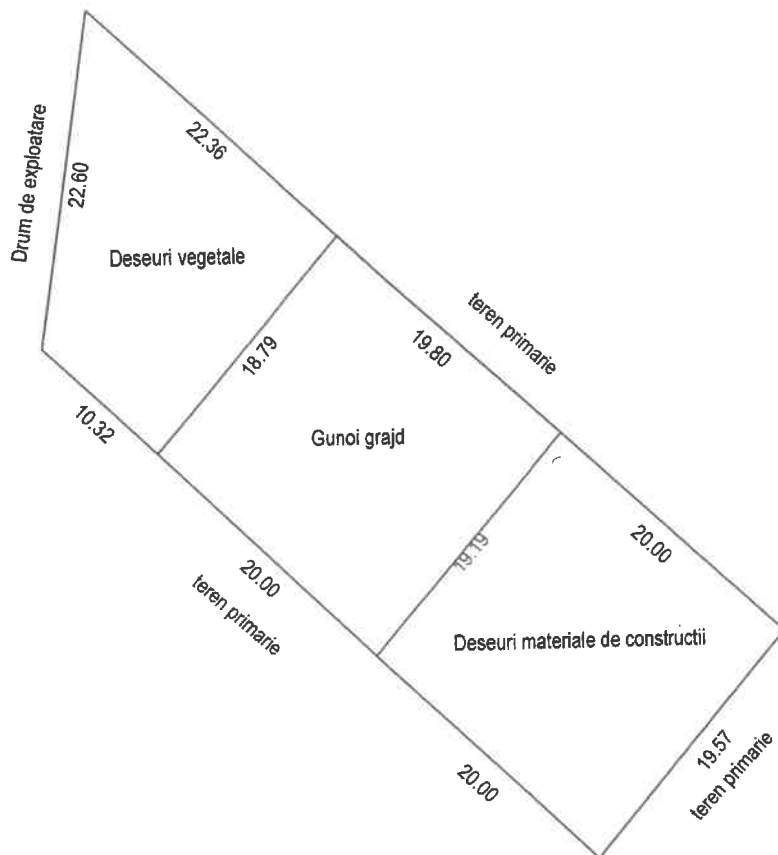 22.36
Drum de exploatare
22.60
Deseuri vegetale
teren primarie
19.80
18.79
10.32
Gunoi grajd
20.00
19.19
20.00
teren primarie
Deseuri materiale de constructii
19.57
teren primarie
20.00